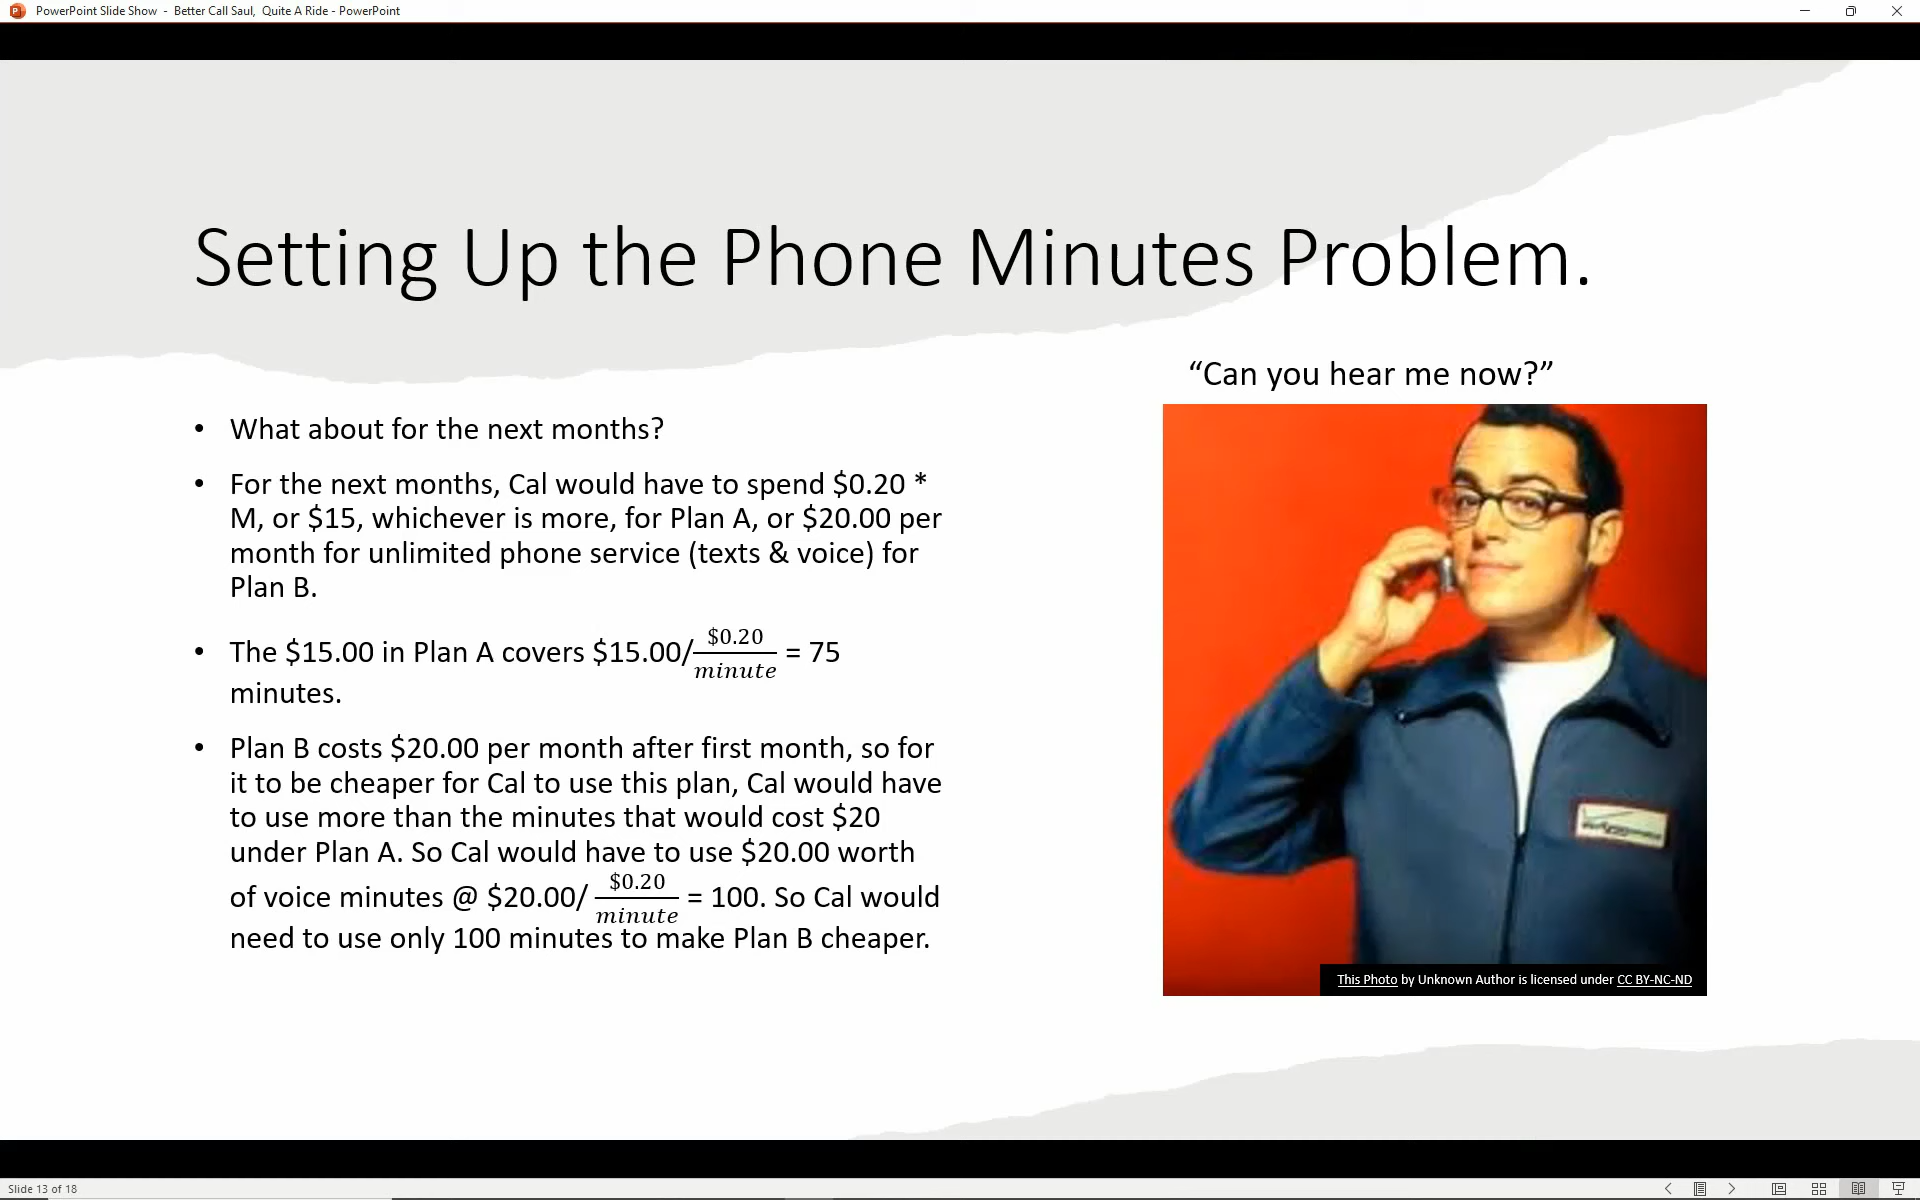 PowerPoint Slide Show - Better Call Saul, Quite A Ride - PowerPoint
Setting Up the Phone Minutes Problem.
“Can you hear me now?”
• What about for the next months?
• For the next months, Cal would have to spend $0.20 *
M, or $15, whichever is more, for Plan A, or $20.00 per
month for unlimited phone service (texts & voice) for
Plan B.
• The $15.00 in Plan A covers $15.00/$0.20/minute = 75
minutes.
• Plan B costs $20.00 per month after first month, so for
it to be cheaper for Cal to use this plan, Cal would have
to use more than the minutes that would cost $20
under Plan A. So Cal would have to use $20.00 worth
of voice minutes @ $20.00/ $0.20/minute = 100. So Cal would
need to use only 100 minutes to make Plan B cheaper.
This Photo by Unknown Author is licensed under CC BY-NC-ND
Slide 13 of 18